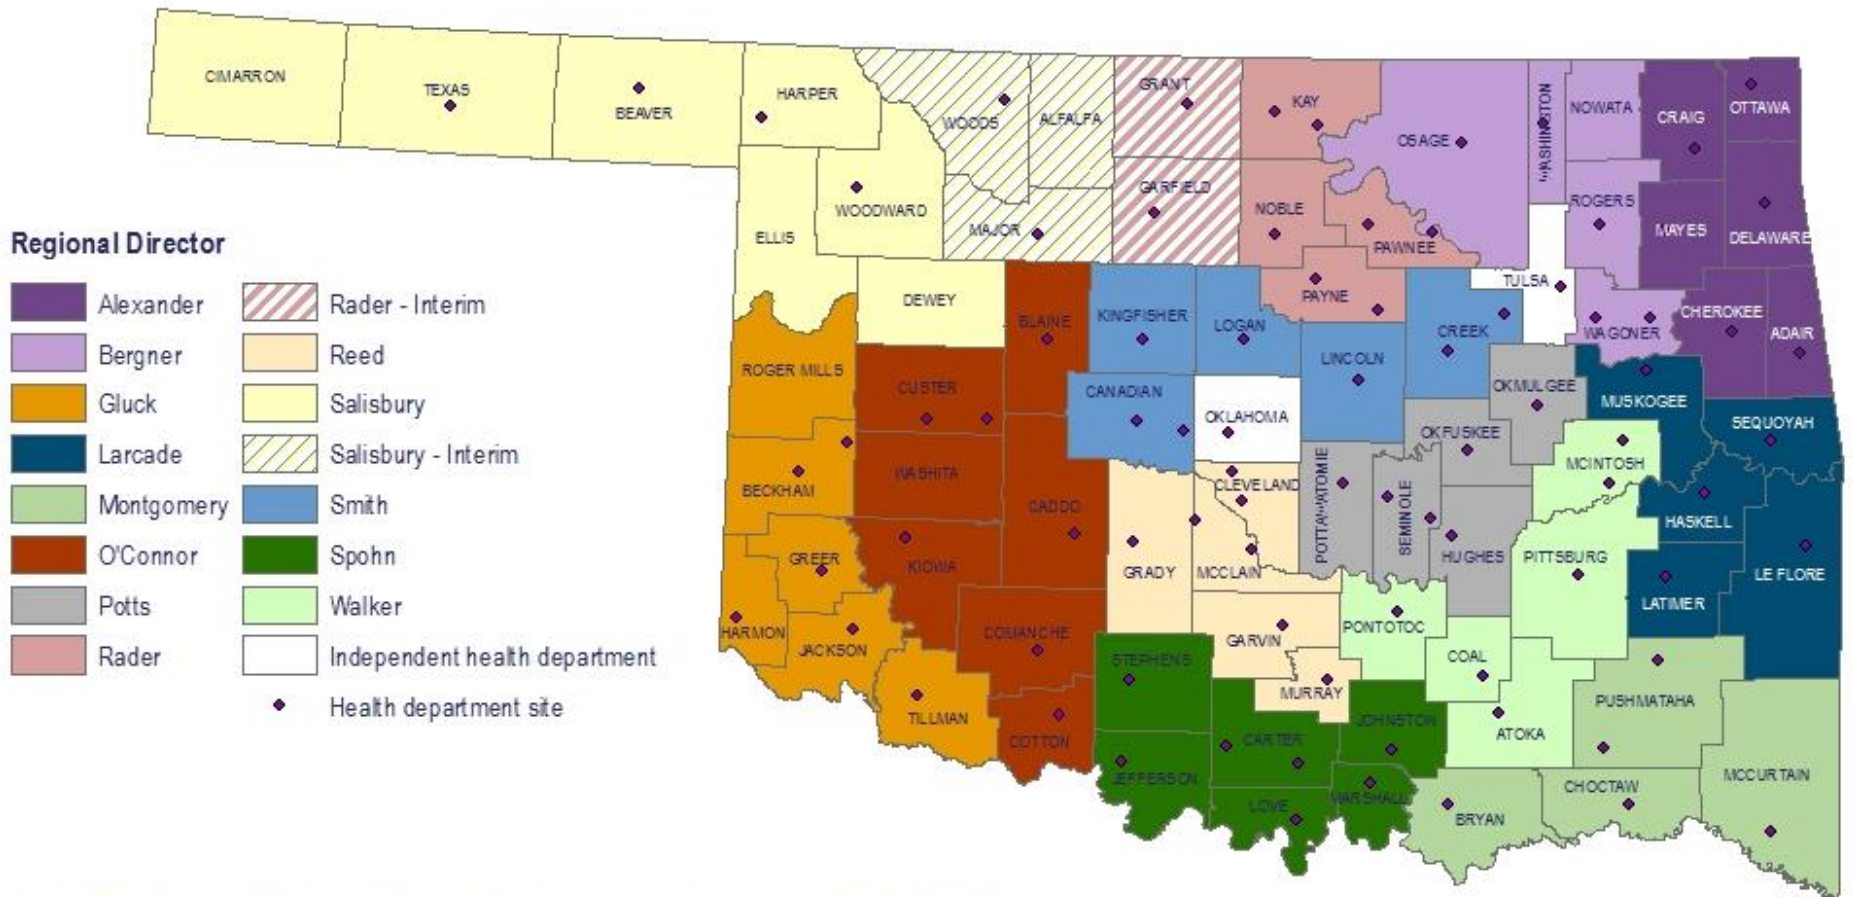 CIMARRON
TEXAS
BEAVER
HARPER
WOODS
ALFALFA
GRANT
KAY
OSAGE
WASHINGTON
NOWATA
CRAIG
OTTAWA
ELLIS
WOODWARD
MAJOR
GARFIELD
NOBLE
PAWNEE
ROGERS
MAYES
DELAWARE
Regional Director
Alexander
Bergner
Gluck
Larcade
Montgomery
O'Connor
Potts
Rader
Rader - Interim
Reed
Salisbury
Salisbury - Interim
Smith
Spohn
Walker
Independent health department
Health department site
DEWEY
BLAINE
KINGFISHER
LOGAN
PAYNE
CREEK
TULSA
WAGONER
CHEROKEE
ADAIR
ROGER MILLS
CUSTER
CANADIAN
OKLAHOMA
LINCOLN
OKMULGEE
MUSKOGEE
SEQUOYAH
BECKHAM
WASHITA
CADDO
GRADY
CLEVELAND
MCCLAIN
POTTAWATOMIE
SEMINOLE
OKFUSKEE
HUGHES
MCINTOSH
PITTSBURG
HASKELL
LATIMER
LE FLORE
GREER
KIOWA
HARMON
JACKSON
COMANCHE
STEPHENS
GARVIN
PONTOTOC
COAL
MURRAY
TILLMAN
COTTON
JEFFERSON
CARTER
JOHNSTON
ATOKA
PUSHMATAHA
LOVE
MARSHALL
BRYAN
CHOCTAW
MCCURTAIN